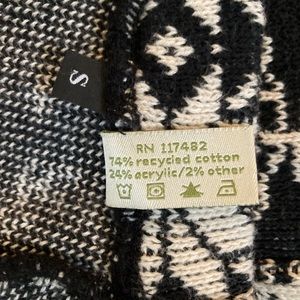 S
RN 117482
74% recycled cotton
24% acrylic/2% other